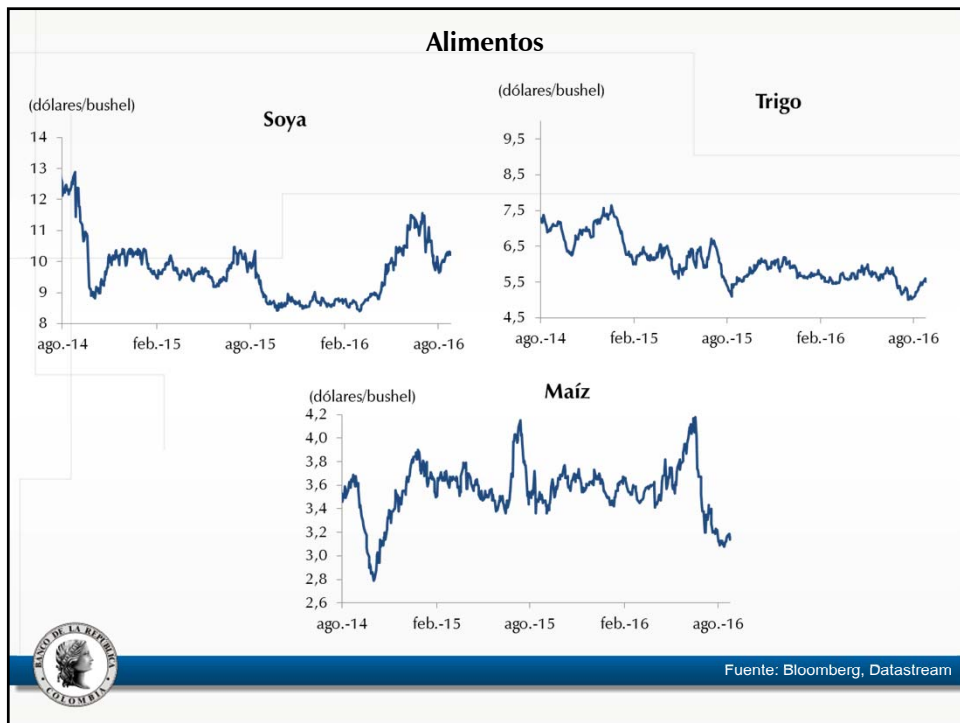 Alimentos
(dólares/bushel)
Soya
14
13
12
11
10
9
8
ago.-14 feb.-15 ago.-15 feb.-16 ago.-16
(dólares/bushel)
Trigo
9,5
8,5
7,5
6,5
5,5
4,5
ago.-14 feb.-15 ago.-15 feb.-16 ago.-16
(dólares/bushel)
Maíz
4,2
4,0
3,8
3,6
3,4
3,2
3,0
2,8
2,6
ago.-14 feb.-15 ago.-15 feb.-16 ago.-16
BANCO DE LA REPÚBLICA
COLOMBIA
Fuente: Bloomberg, Datastream